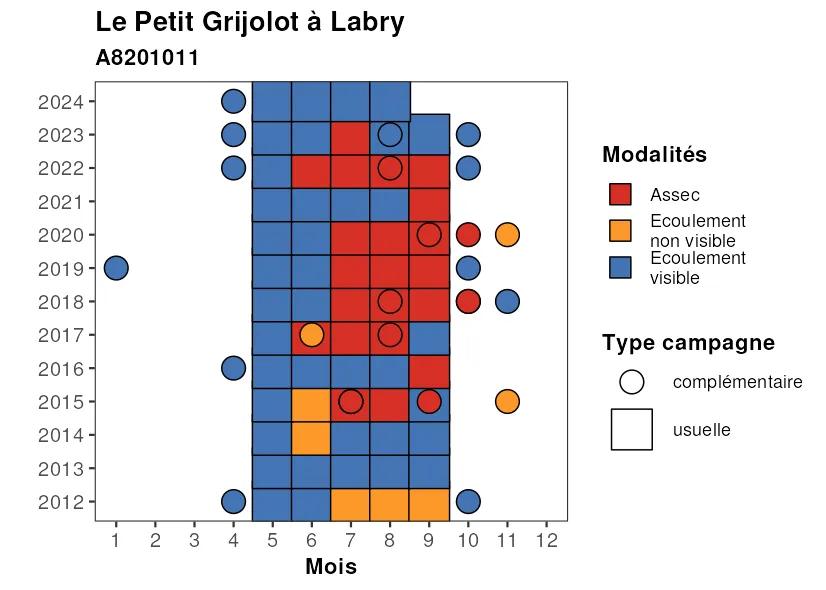 Le Petit Grijolot à Labry
A8201011
2024
2023
2022
2021
2020
2019
2018
2017
2016
2015
2014
2013
2012
1 2 3 4 5 6 7 8 9 10 11 12
Mois
Modalités
Assec
Ecoulement
non visible
Ecoulement
visible
Type campagne
complémentaire
usuelle